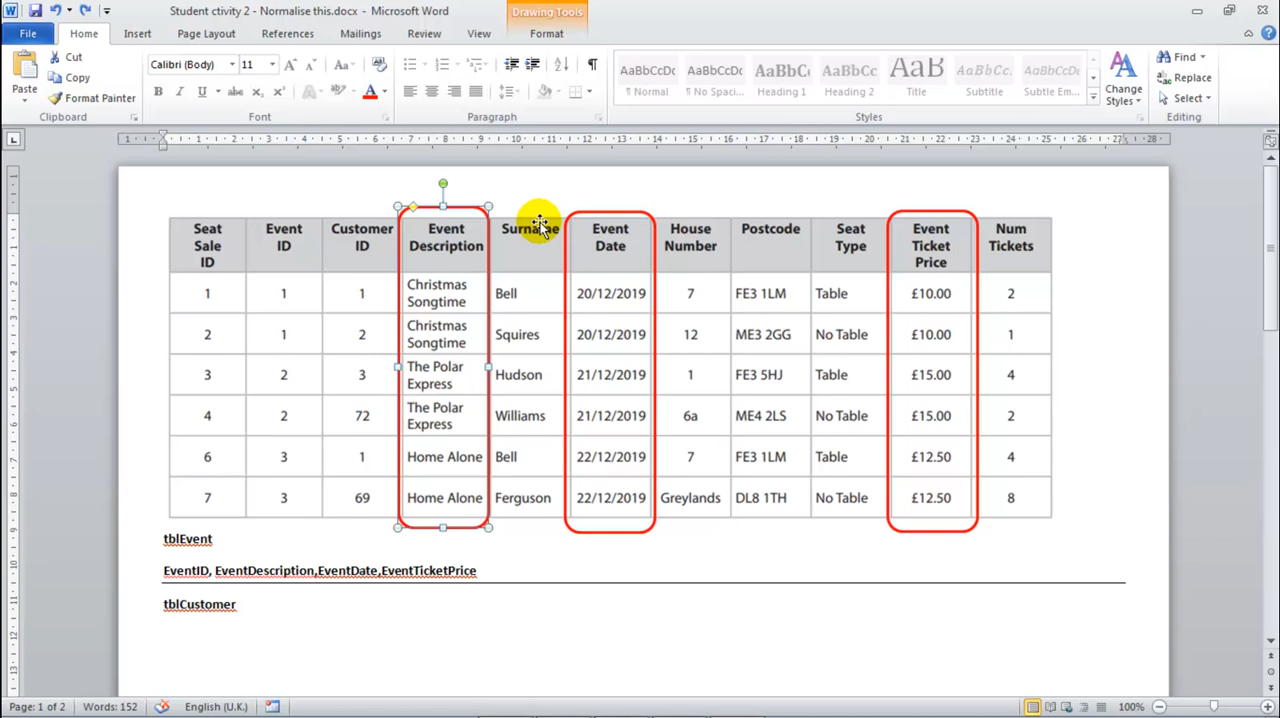 Student ctivity 2 - Normalise this.docx - Microsoft Word
Drawing Tools
File Home Insert Page Layout References Mailings Review View Format
Paste
Cut
Copy
Format Painter
Clipboard
Calibri (Body) 11
Font
Paragraph
AaBbCcDc AaBbCcDc AaBbC AaBbCc AaB AaBbCcl AaBbCcDc
¶ Normal ¶ No Spaci... Heading 1 Heading 2 Title Subtitle Subtle Em...
Change Styles
Styles
Find
Replace
Select
Editing
Seat Sale ID Event ID Customer ID Event Description Surname Event Date House Number Postcode Seat Type Event Ticket Price Num Tickets
1 1 1 Christmas Songtime Bell 20/12/2019 7 FE3 1LM Table £10.00 2
2 1 2 Christmas Songtime Squires 20/12/2019 12 ME3 2GG No Table £10.00 1
3 2 3 The Polar Express Hudson 21/12/2019 1 FE3 5HJ Table £15.00 4
4 2 72 The Polar Express Williams 21/12/2019 6a ME4 2LS No Table £15.00 2
6 3 1 Home Alone Bell 22/12/2019 7 FE3 1LM Table £12.50 4
7 3 69 Home Alone Ferguson 22/12/2019 Greylands DL8 1TH No Table £12.50 8
tblEvent
EventID, EventDescription,EventDate,EventTicketPrice
tblCustomer
Page: 1 of 2 Words: 152 English (U.K.) 100%